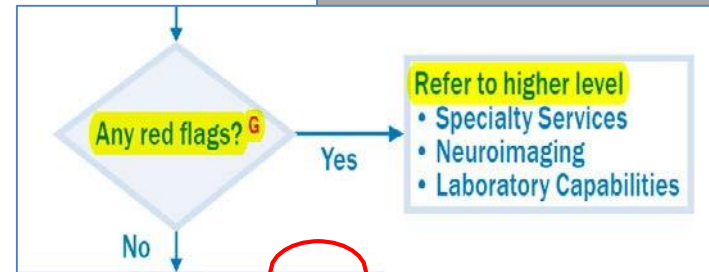 Any red flags? G
Yes
Refer to higher level
• Specialty Services
• Neuroimaging
• Laboratory Capabilities
No